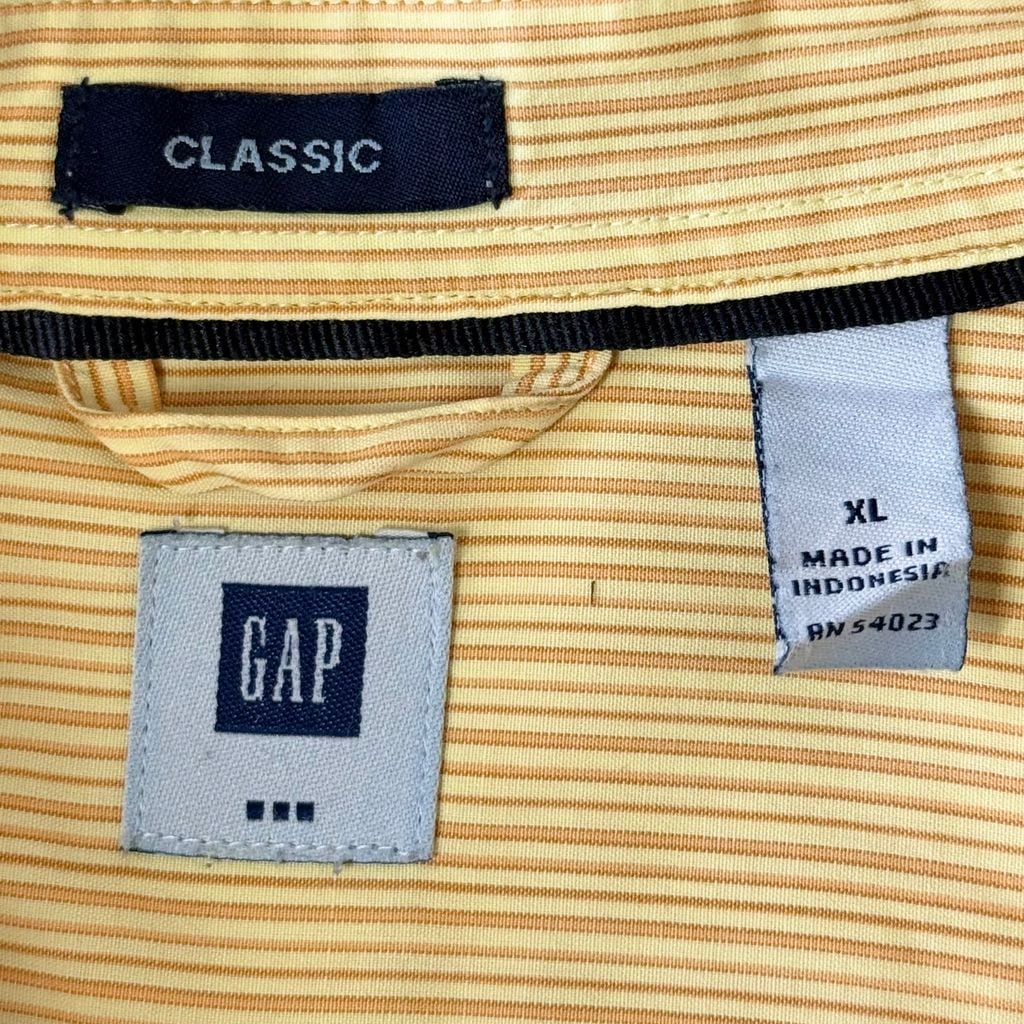 CLASSIC
XL
MADE IN
INDONESIA
RN 54023
GAP